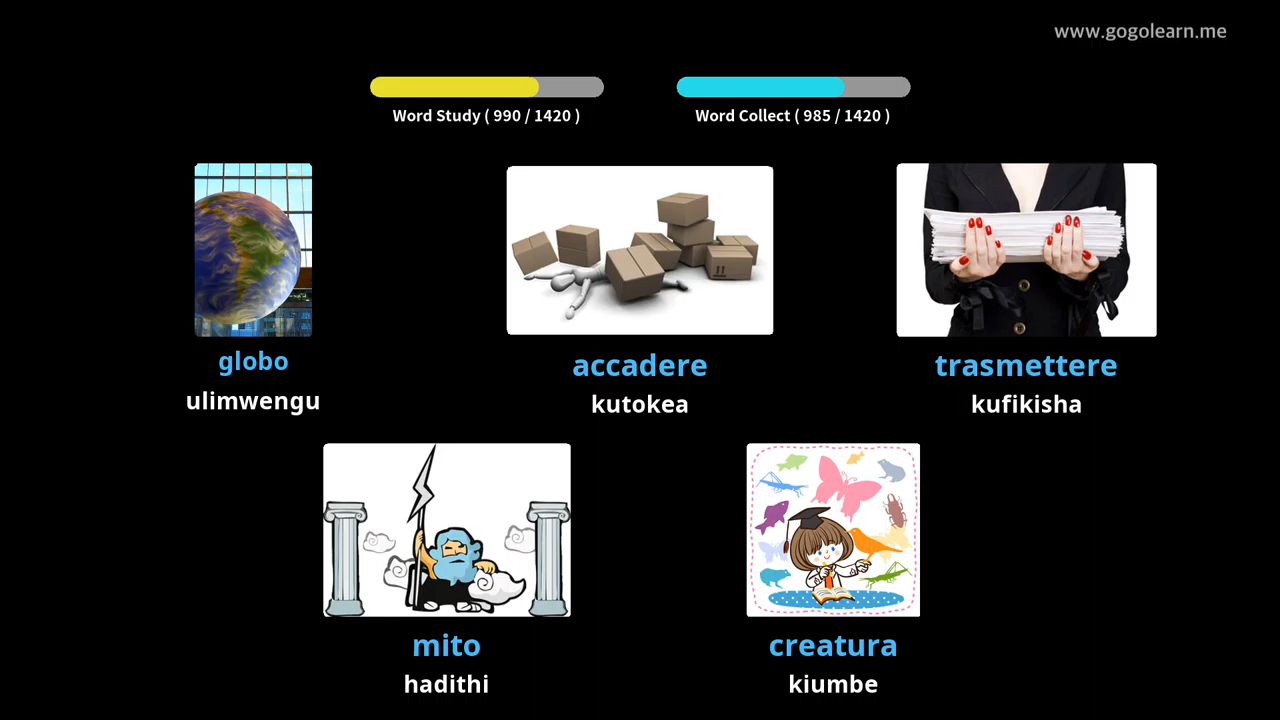 www.gogolearn.me
Word Study ( 990 / 1420 )
Word Collect ( 985 / 1420 )
globo
ulimwengu
accadere
kutokea
trasmettere
kufikisha
mito
hadithi
creatura
kiumbe